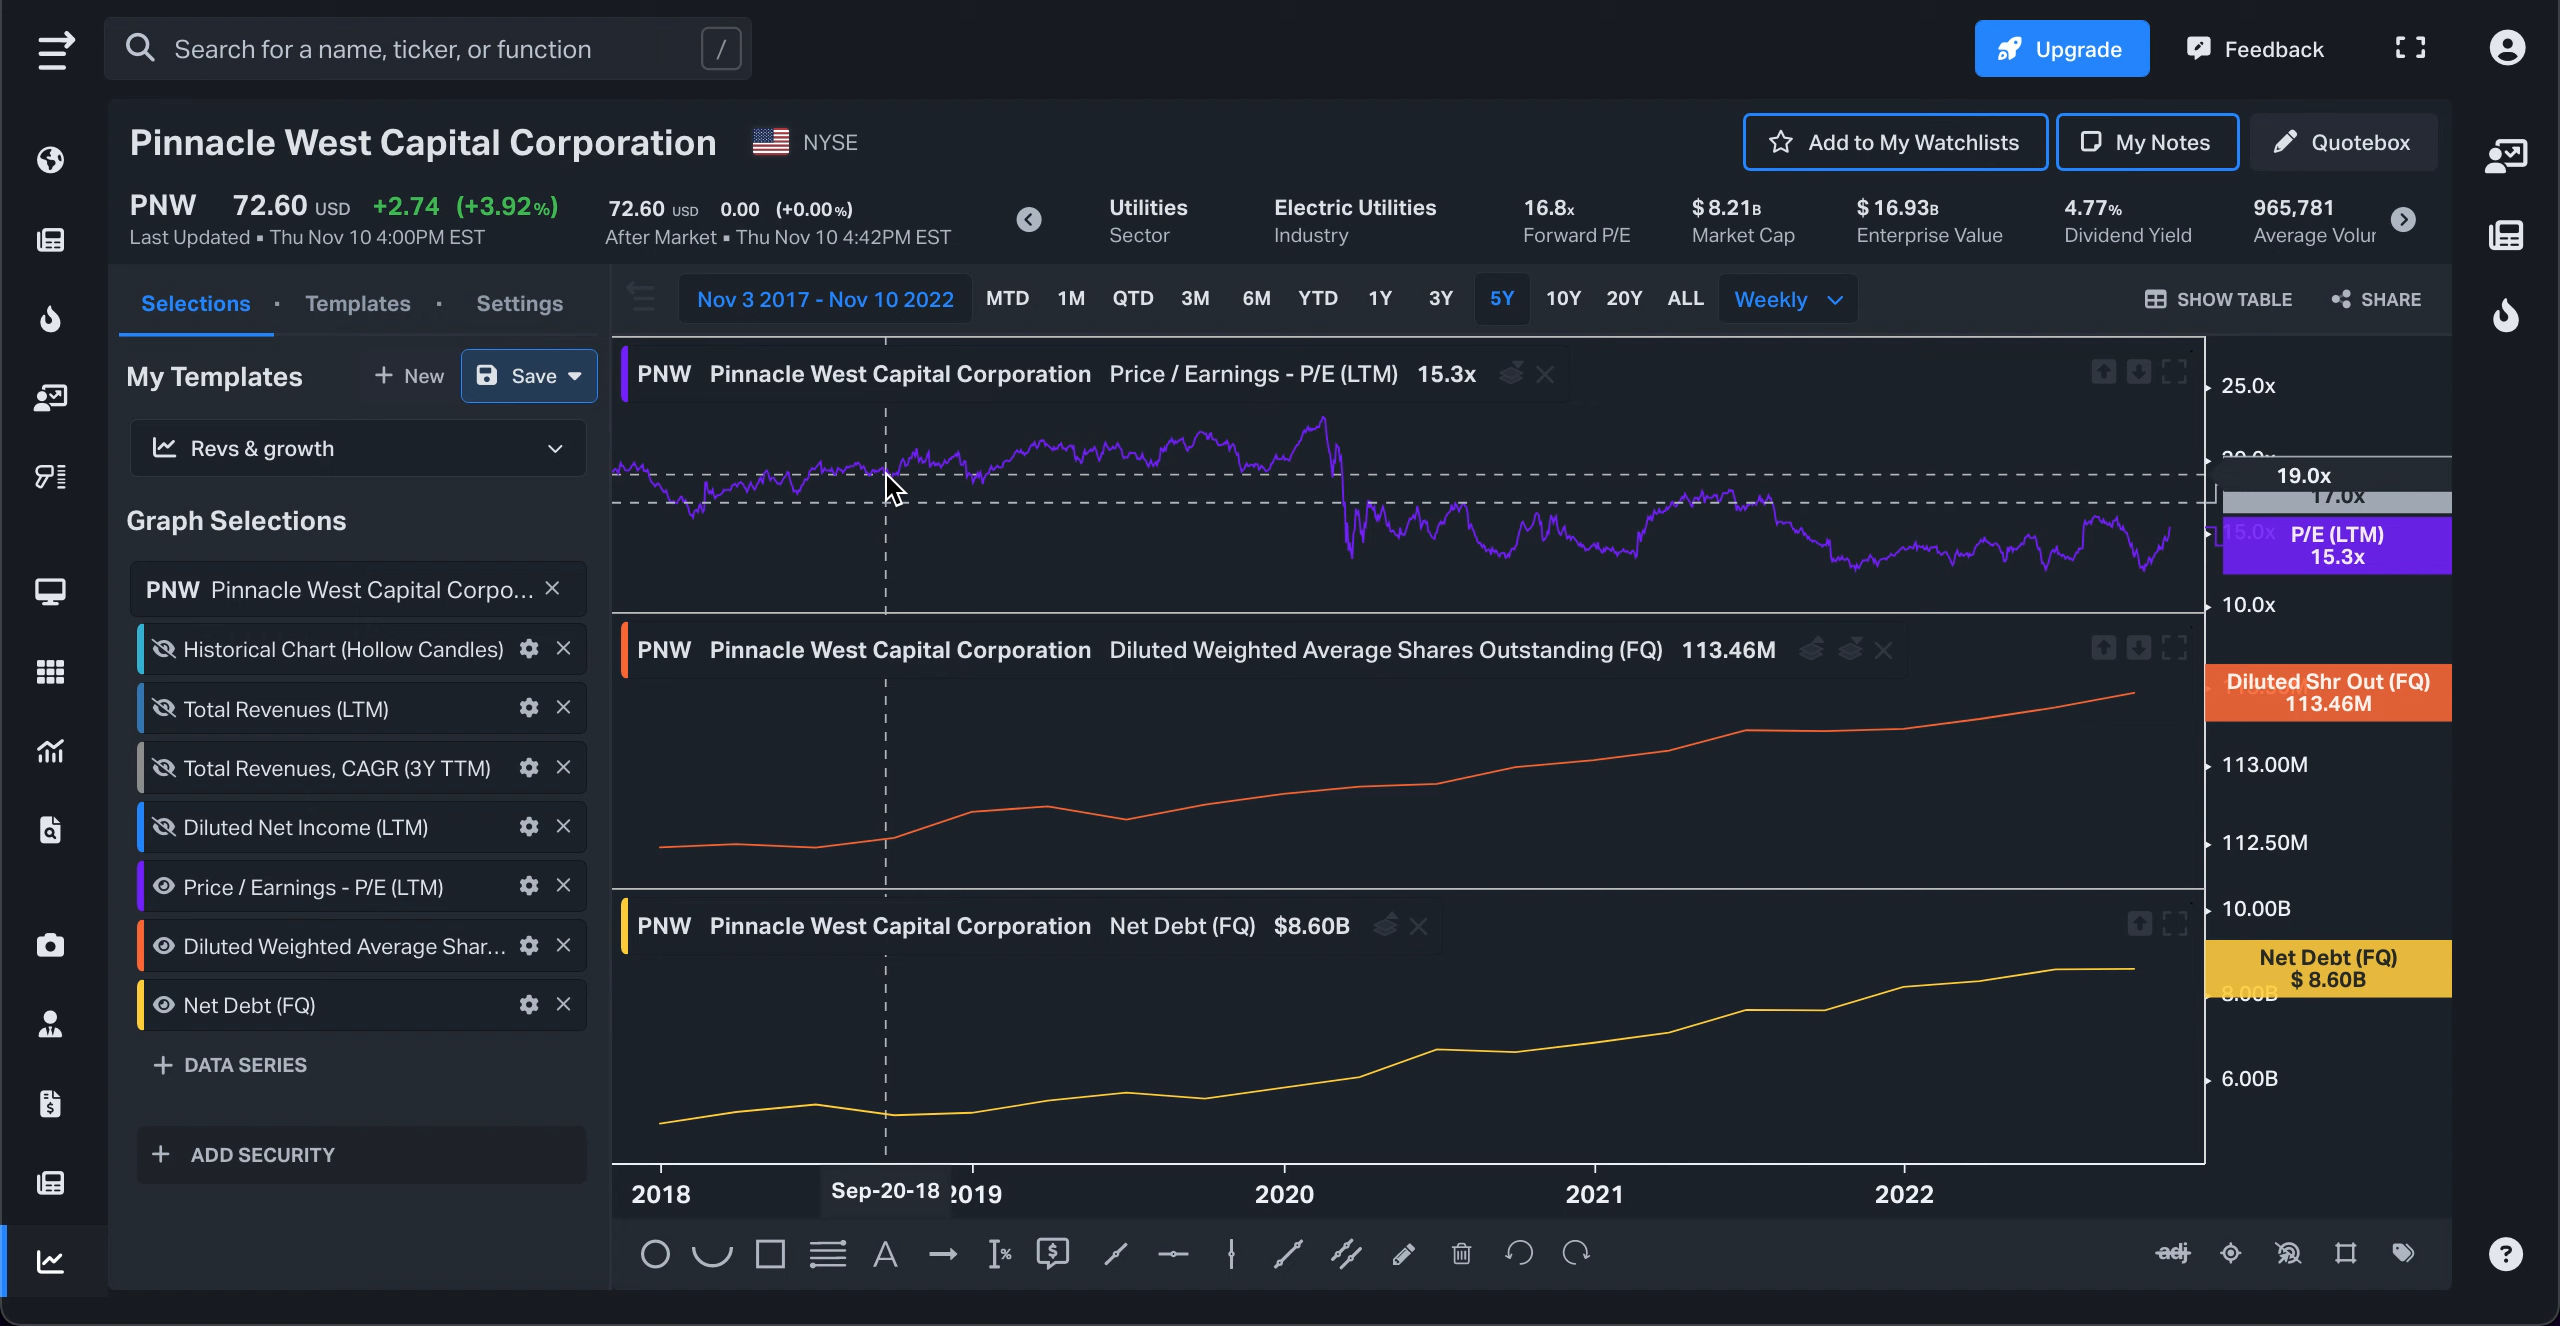 Search for a name, ticker, or function /
Upgrade
Feedback
Pinnacle West Capital Corporation NYSE
Add to My Watchlists
My Notes
Quotebox
PNW 72.60 USD +2.74 (+3.92%)
Last Updated ▪ Thu Nov 10 4:00PM EST
72.60 USD 0.00 (+0.00%)
After Market ▪ Thu Nov 10 4:42PM EST
Utilities
Sector
Electric Utilities
Industry
16.8x
Forward P/E
$ 8.21B
Market Cap
$ 16.93B
Enterprise Value
4.77%
Dividend Yield
965,781
Average Volur
Selections · Templates · Settings
Nov 3 2017 - Nov 10 2022 MTD 1M QTD 3M 6M YTD 1Y 3Y 5Y 10Y 20Y ALL Weekly
SHOW TABLE
SHARE
My Templates
+ New
Save
Revs & growth
Graph Selections
PNW Pinnacle West Capital Corpo...
Historical Chart (Hollow Candles)
Total Revenues (LTM)
Total Revenues, CAGR (3Y TTM)
Diluted Net Income (LTM)
Price / Earnings - P/E (LTM)
Diluted Weighted Average Shar...
Net Debt (FQ)
+ DATA SERIES
+ ADD SECURITY
PNW Pinnacle West Capital Corporation Price / Earnings - P/E (LTM) 15.3x
25.0x
20.0x
19.0x
17.0x
15.0x
P/E (LTM)
15.3x
10.0x
PNW Pinnacle West Capital Corporation Diluted Weighted Average Shares Outstanding (FQ) 113.46M
Diluted Shr Out (FQ)
113.46M
113.00M
112.50M
PNW Pinnacle West Capital Corporation Net Debt (FQ) $8.60B
10.00B
Net Debt (FQ)
$ 8.60B
8.00B
6.00B
2018
Sep-20-18
2019
2020
2021
2022
A
%
$
adj
?